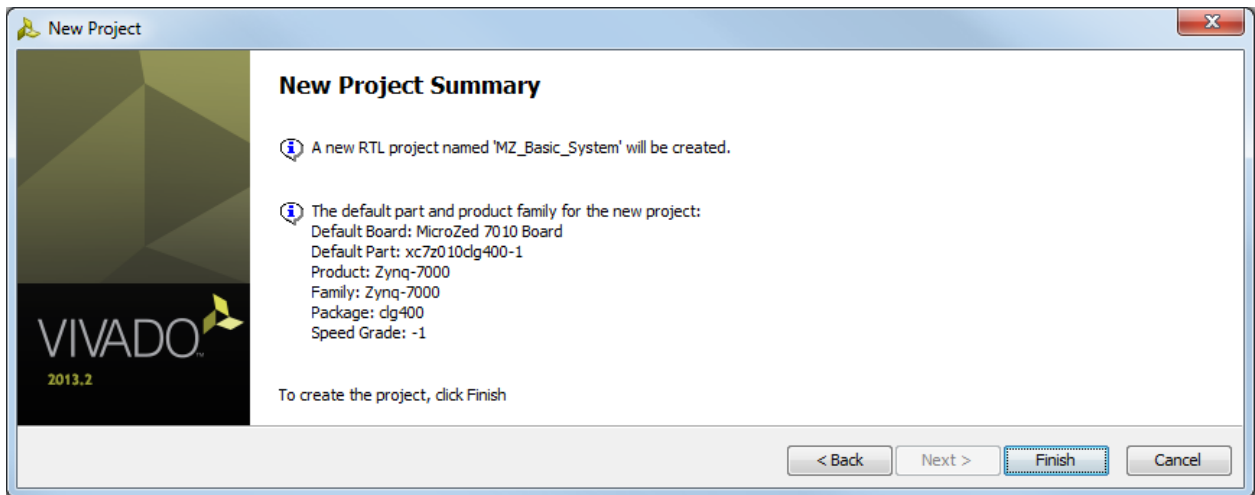 New Project
New Project Summary
A new RTL project named 'MZ_Basic_System' will be created.
The default part and product family for the new project:
Default Board: MicroZed 7010 Board
Default Part: xc7z010clg400-1
Product: Zynq-7000
Family: Zynq-7000
Package: clg400
Speed Grade: -1
VIVADO™
2013.2
To create the project, click Finish
< Back Next > Finish Cancel